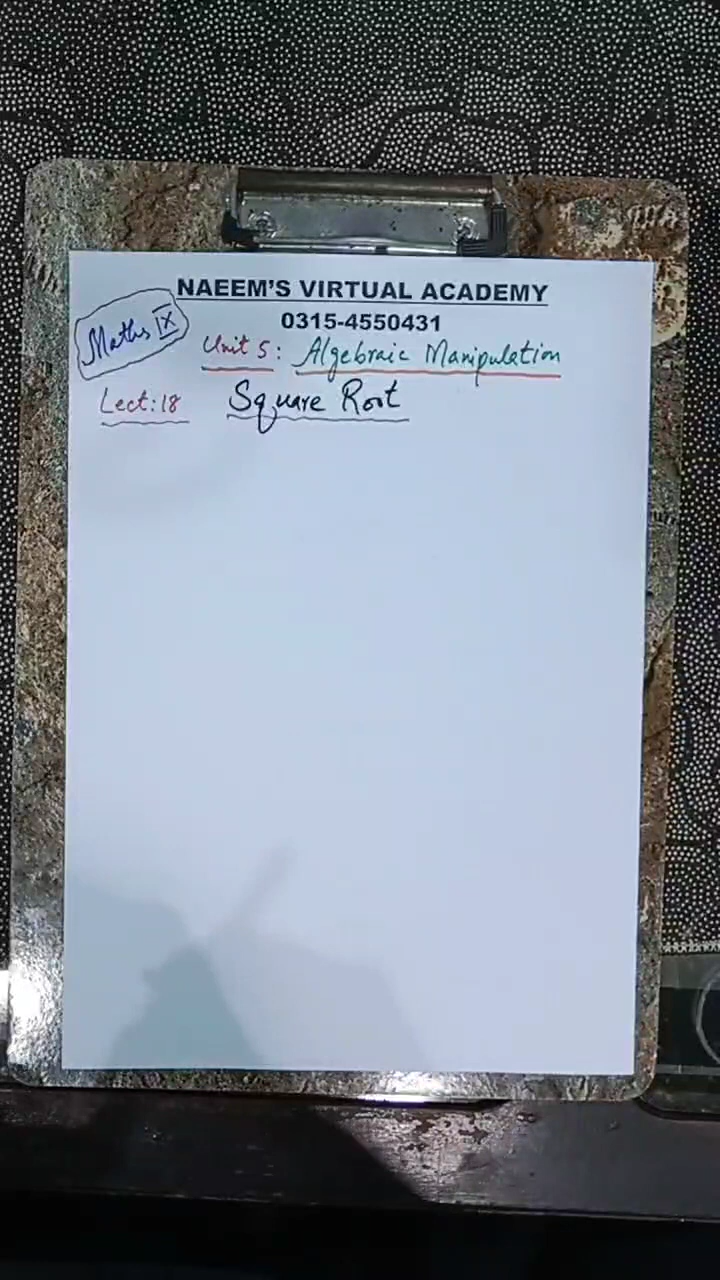 NAEEM'S VIRTUAL ACADEMY
0315-4550431
Maths IX
Unit 5: Algebraic Manipulation
Lect: 18 Square Root